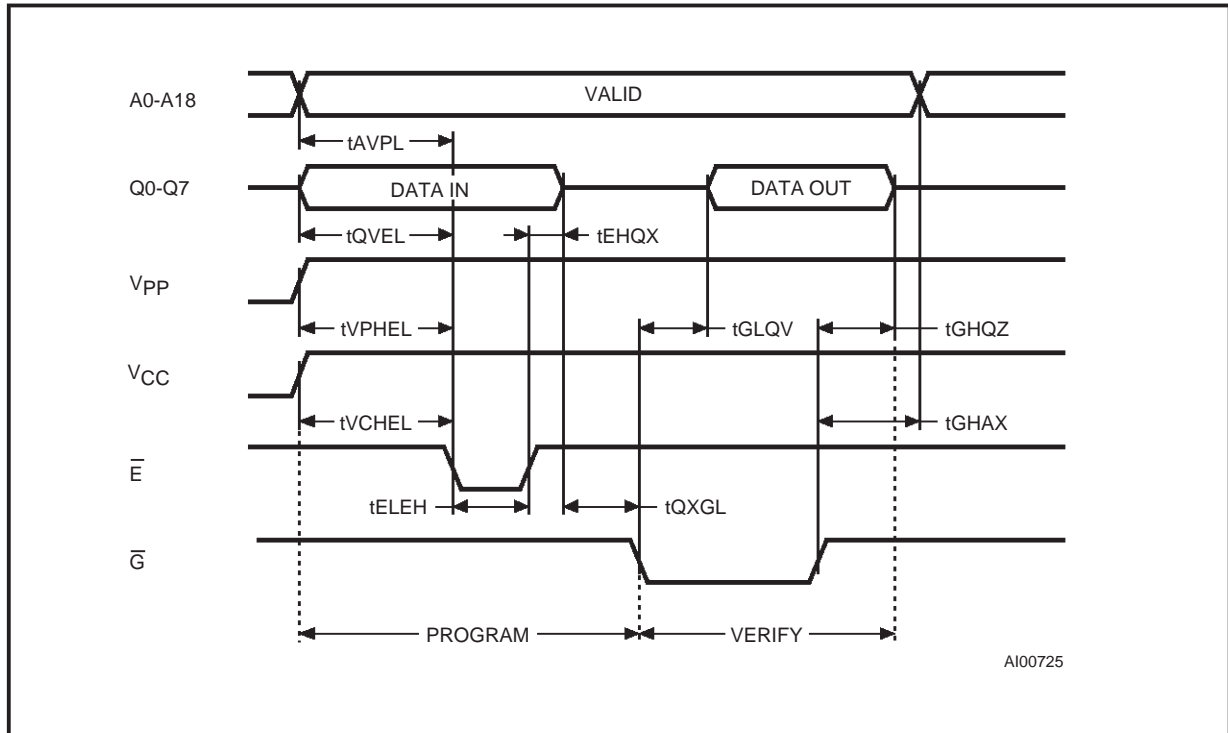 A0-A18
VALID
tAVPL
Q0-Q7
DATA IN
DATA OUT
tQVEL
tEHQX
VPP
tVPHEL
tGLQV
tGHQZ
VCC
tVCHEL
tGHAX
E
tELEH
tQXGL
G
PROGRAM
VERIFY
AI00725